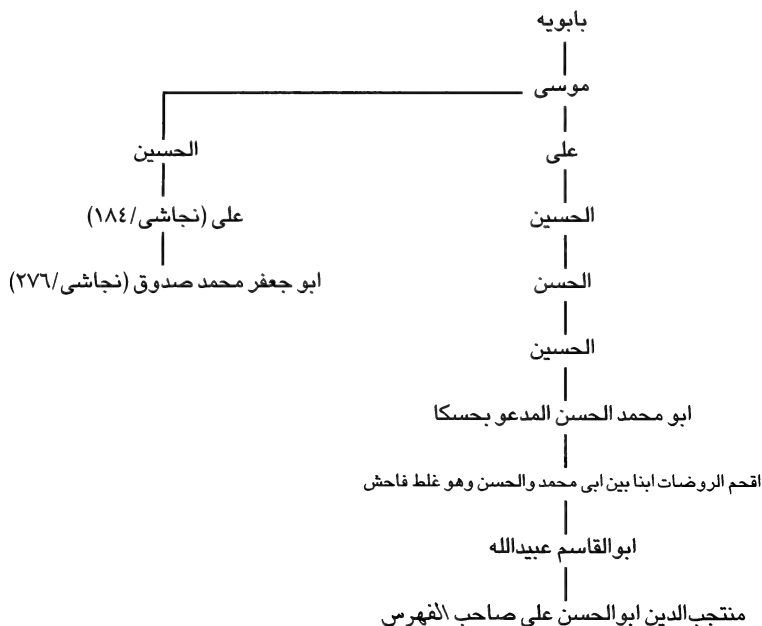 بابويه
موسى
على
الحسين
الحسين
على (نجاشى/١٨٤)
الحسن
ابو جعفر محمد صدوق (نجاشى/٢٧٦)
الحسين
ابو محمد الحسن المدعو بحسكا
اقحم الروضات ابنا بين ابى محمد والحسن وهو غلط فاحش
ابوالقاسم عبيدالله
منتجب‌الدين ابوالحسن على صاحب الفهرس